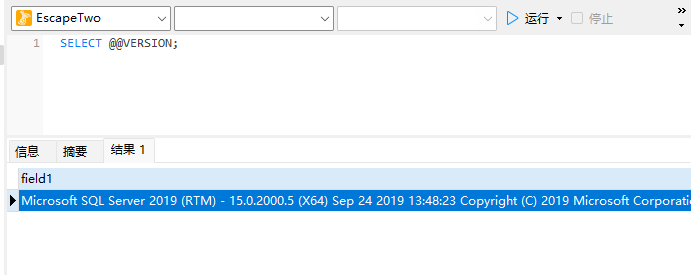 EscapeTwo 运行 停止
1 SELECT @@VERSION;
信息 摘要 结果 1
field1
Microsoft SQL Server 2019 (RTM) - 15.0.2000.5 (X64) Sep 24 2019 13:48:23 Copyright (C) 2019 Microsoft Corporatio